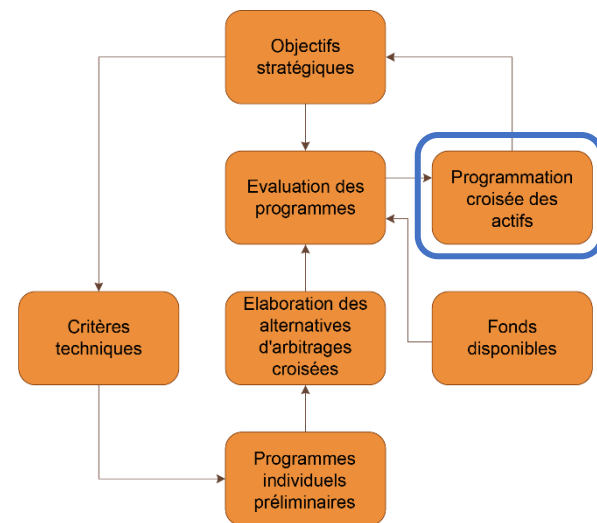 Objectifs
stratégiques
Evaluation des
programmes
Programmation
croisée des
actifs
Critères
techniques
Elaboration des
alternatives
d'arbitrages
croisées
Fonds
disponibles
Programmes
individuels
préliminaires